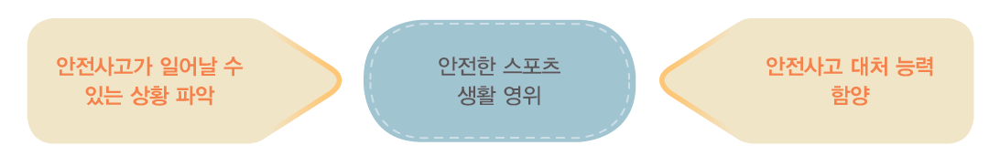 안전사고가 일어날 수
있는 상황 파악
안전한 스포츠
생활 영위
안전사고 대처 능력
함양